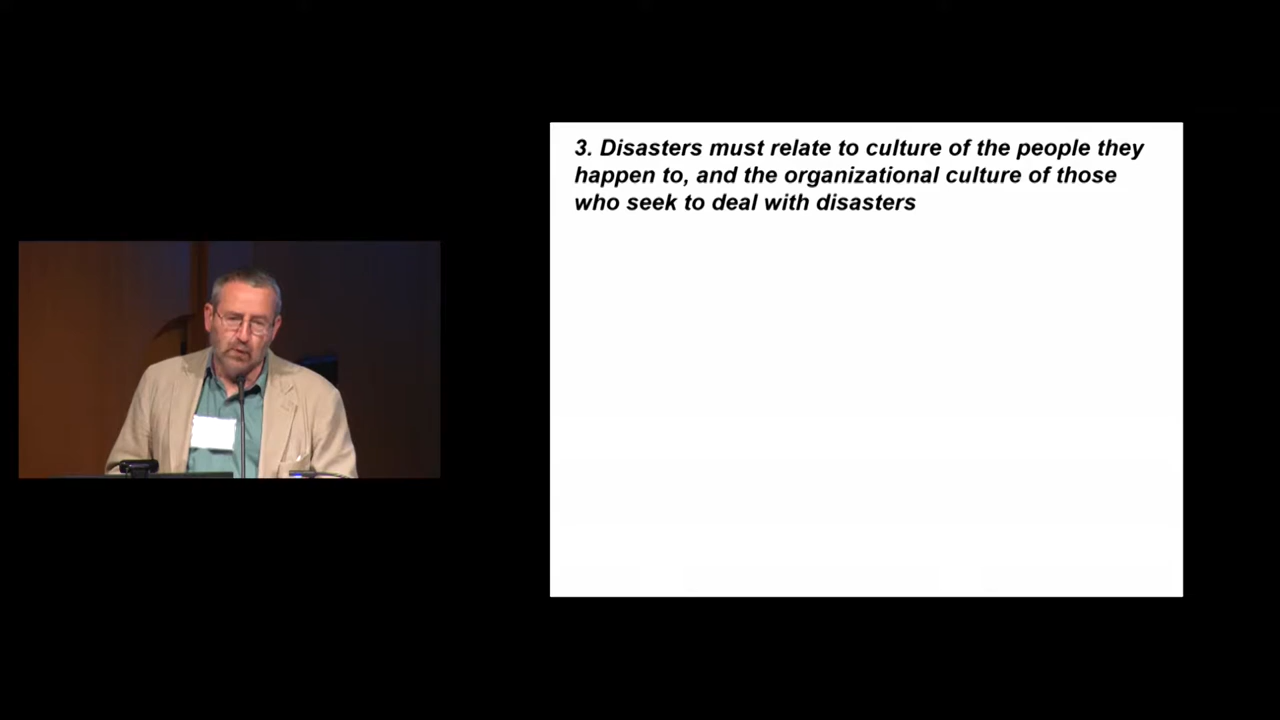 3. Disasters must relate to culture of the people they
happen to, and the organizational culture of those
who seek to deal with disasters